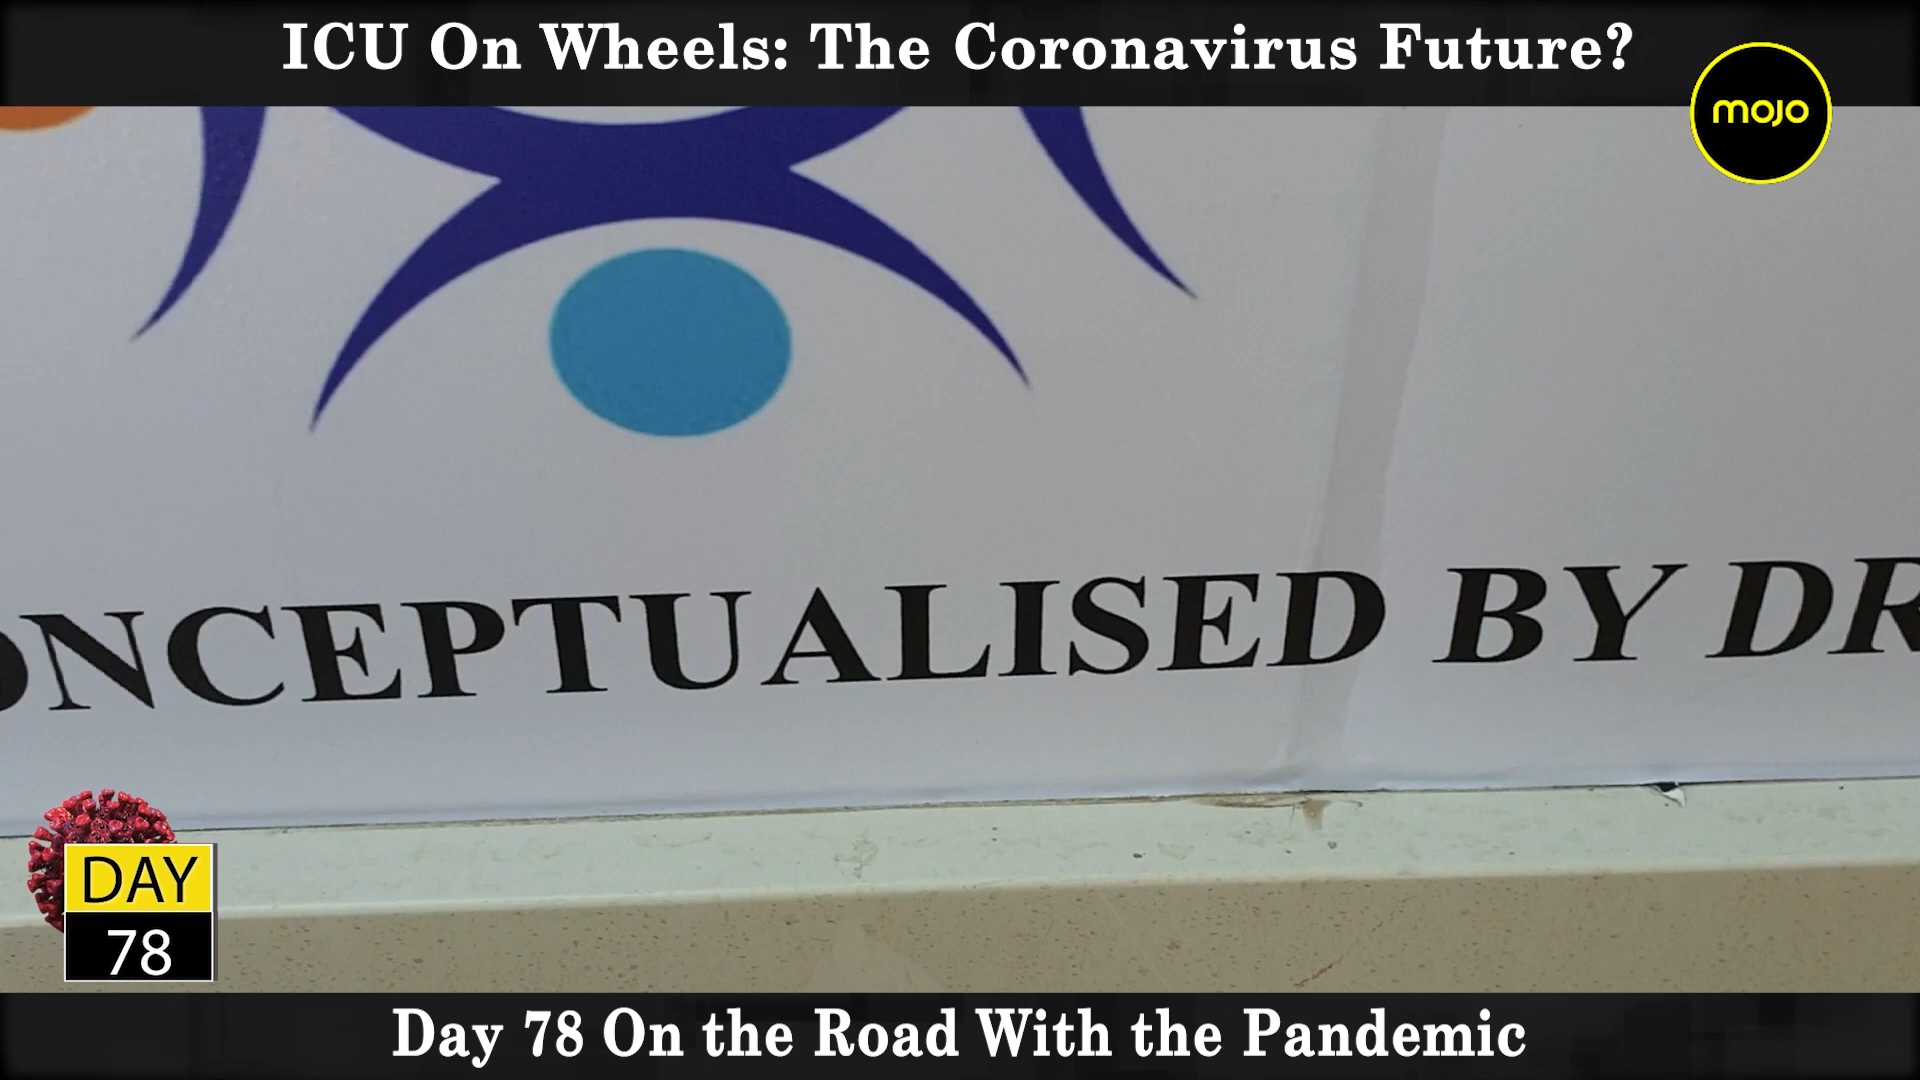 ICU On Wheels: The Coronavirus Future?
mojo
ONCEPTUALISED BY DR
DAY
78
Day 78 On the Road With the Pandemic